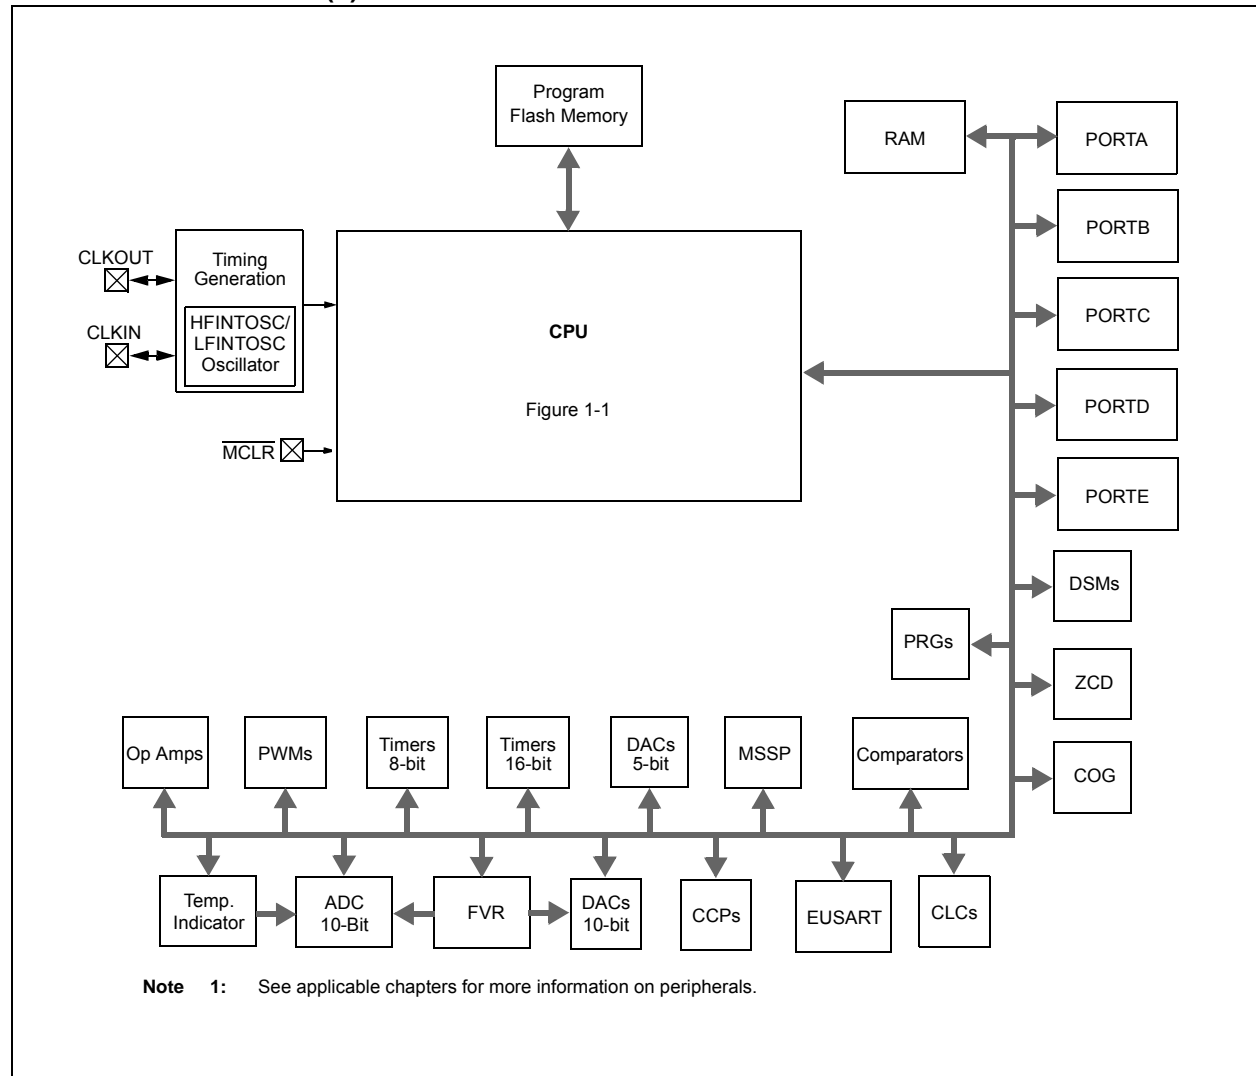 Program
Flash Memory
RAM
PORTA
PORTB
CLKOUT
Timing
Generation
PORTC
CLKIN
HFINTOSC/
LFINTOSC
Oscillator
CPU
Figure 1-1
PORTD
MCLR
PORTE
DSMs
PRGs
ZCD
Op Amps
PWMs
Timers
8-bit
Timers
16-bit
DACs
5-bit
MSSP
Comparators
COG
Temp.
Indicator
ADC
10-Bit
FVR
DACs
10-bit
CCPs
EUSART
CLCs
Note 1: See applicable chapters for more information on peripherals.